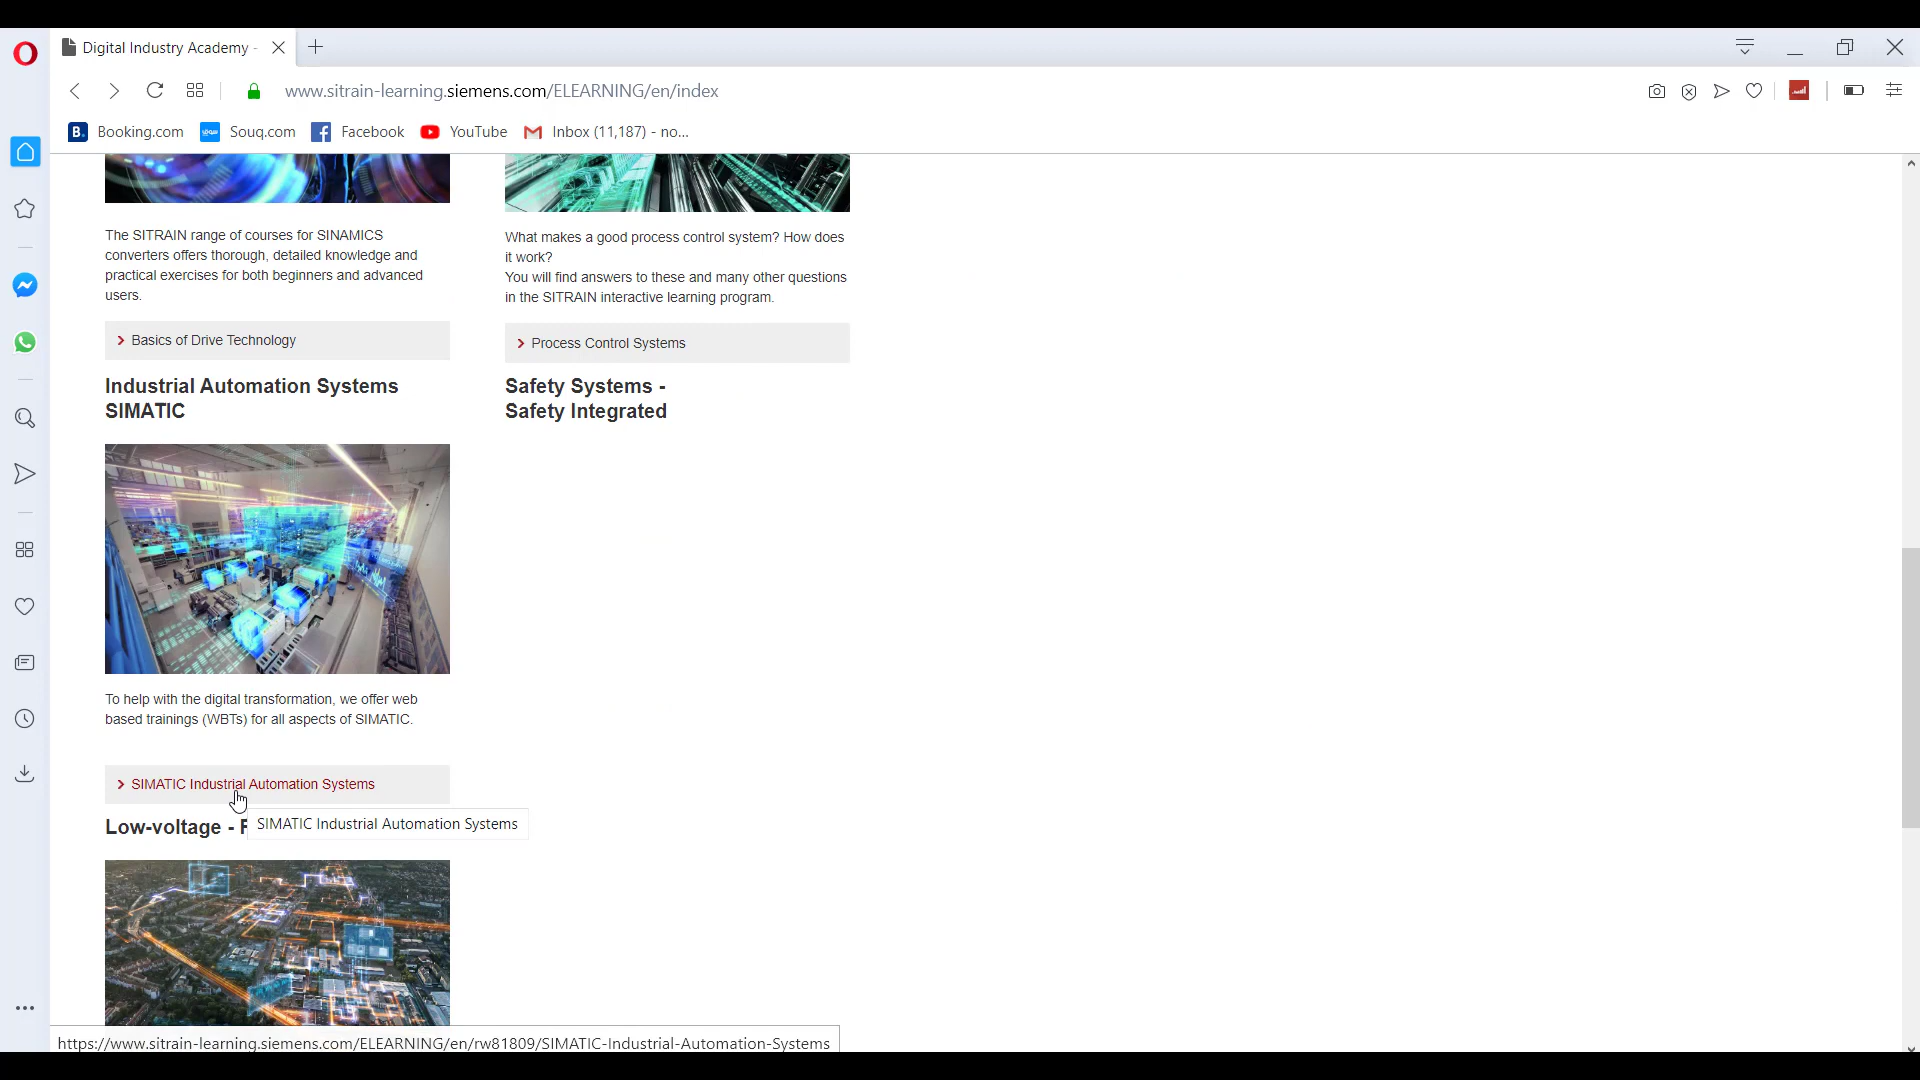 Digital Industry Academy -
www.sitrain-learning.siemens.com/ELEARNING/en/index
B. Booking.com Souq.com Facebook YouTube Inbox (11,187) - no...
The SITRAIN range of courses for SINAMICS
converters offers thorough, detailed knowledge and
practical exercises for both beginners and advanced
users.
> Basics of Drive Technology
What makes a good process control system? How does
it work?
You will find answers to these and many other questions
in the SITRAIN interactive learning program.
> Process Control Systems
Industrial Automation Systems
SIMATIC
Safety Systems -
Safety Integrated
To help with the digital transformation, we offer web
based trainings (WBTs) for all aspects of SIMATIC.
> SIMATIC Industrial Automation Systems
SIMATIC Industrial Automation Systems
Low-voltage -
https://www.sitrain-learning.siemens.com/ELEARNING/en/rw81809/SIMATIC-Industrial-Automation-Systems